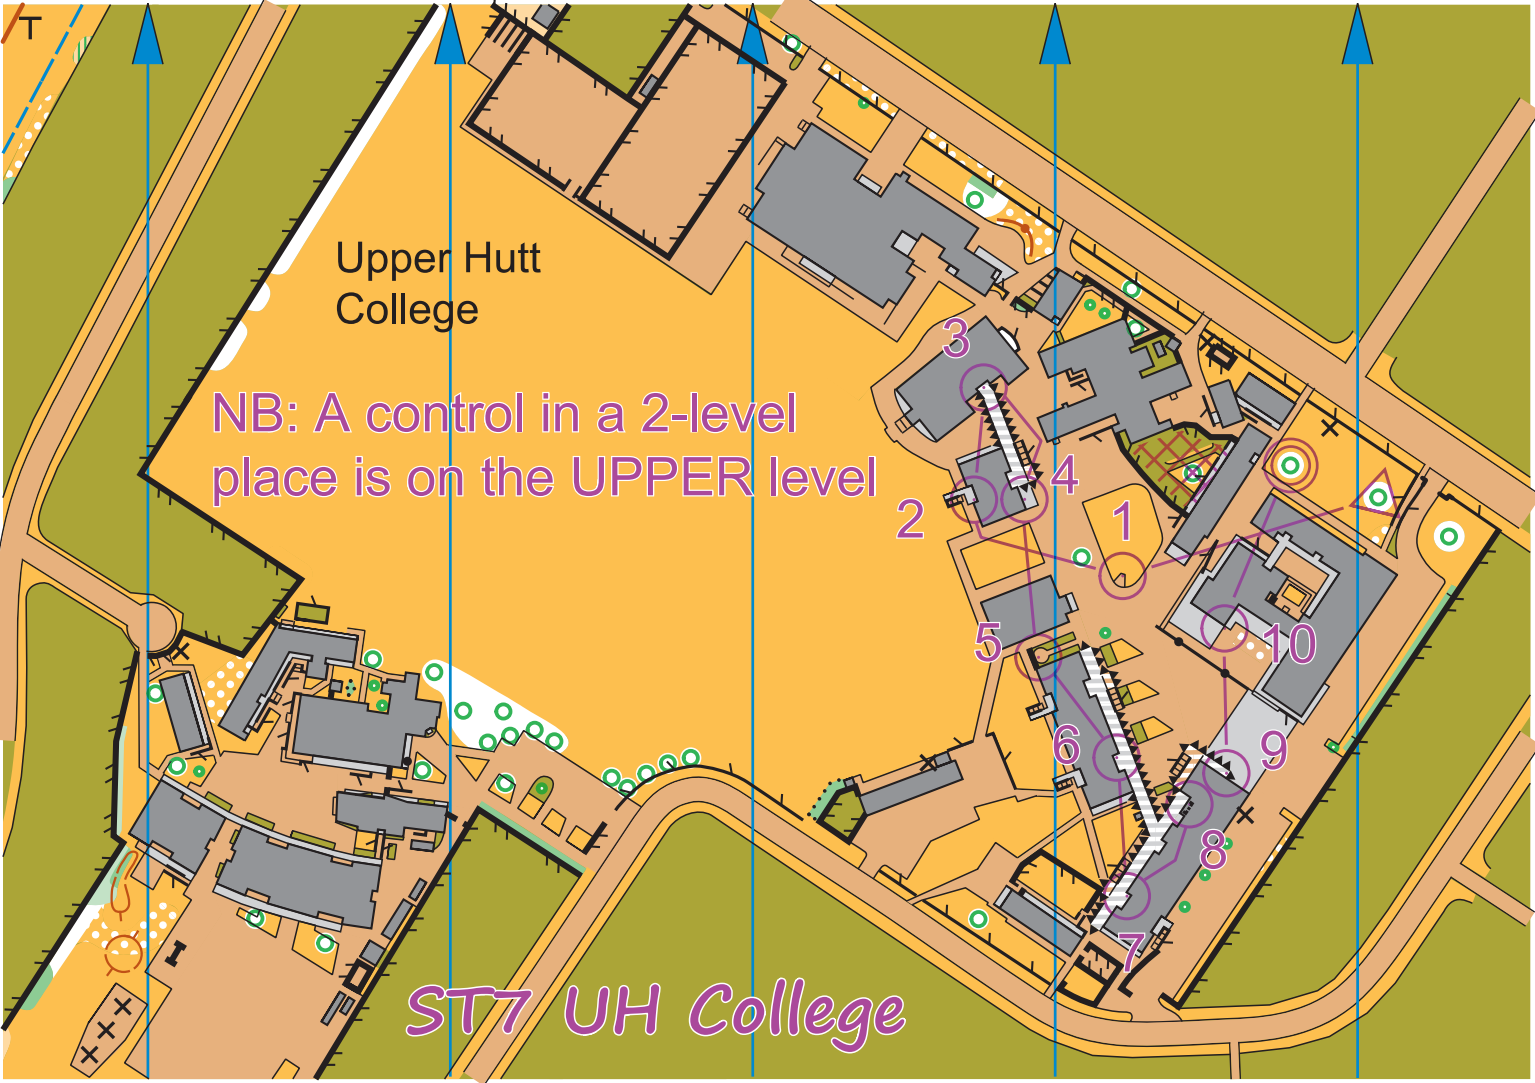 Upper Hutt
College
NB: A control in a 2-level
place is on the UPPER level
3
4
2
1
5
10
6
9
8
7
ST7 UH College